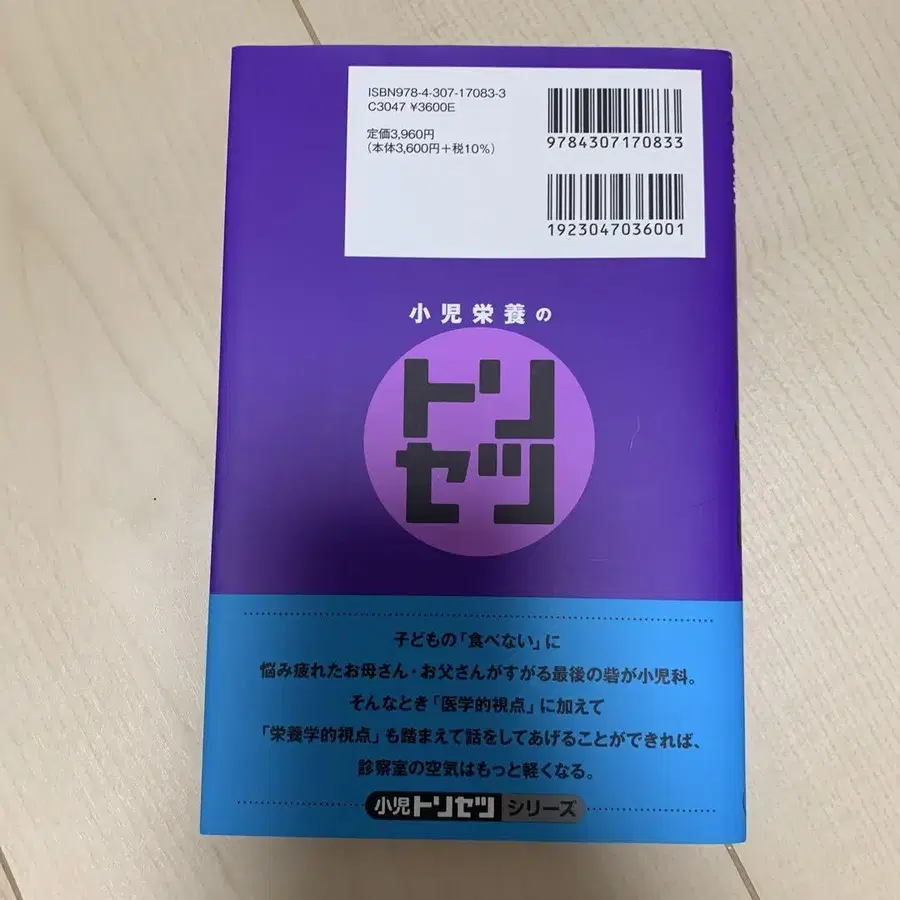 ISBN978-4-307-17083-3
C3047 ¥3600E
定価3,960円
(本体3,600円+税10%)
9784307170833
1923047036001
小児栄養の
トリ
セツ
子どもの「食べない」に
悩み疲れたお母さん・お父さんがすがる最後の砦が小児科。
そんなとき「医学的視点」に加えて
「栄養学的視点」も踏まえて話をしてあげることができれば、
診察室の空気はもっと軽くなる。
小児トリセツシリーズ